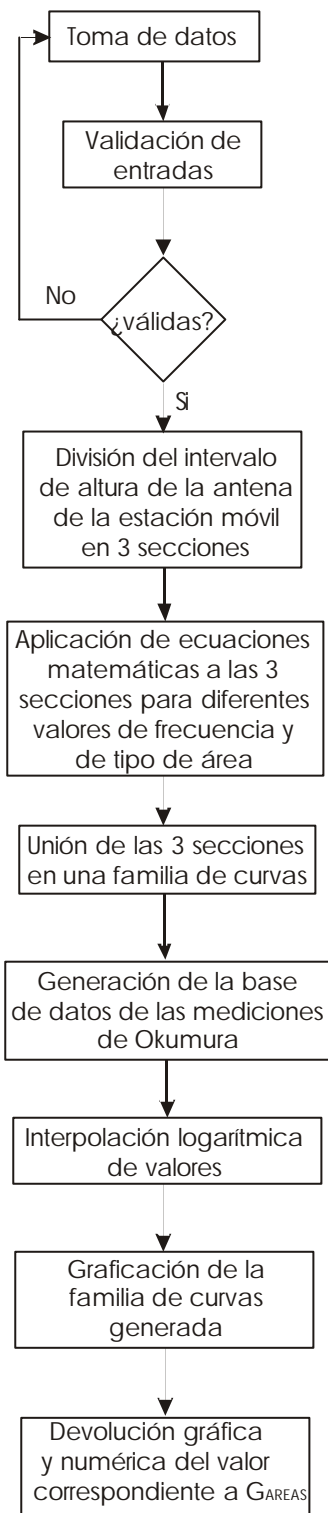 Toma de datos
Validación de
entradas
No
¿válidas?
Si
División del intervalo
de altura de la antena
de la estación móvil
en 3 secciones
Aplicación de ecuaciones
matemáticas a las 3
secciones para diferentes
valores de frecuencia y
de tipo de área
Unión de las 3 secciones
en una familia de curvas
Generación de la base
de datos de las mediciones
de Okumura
Interpolación logarítmica
de valores
Graficación de la
familia de curvas
generada
Devolución gráfica
y numérica del valor
correspondiente a GAREAS